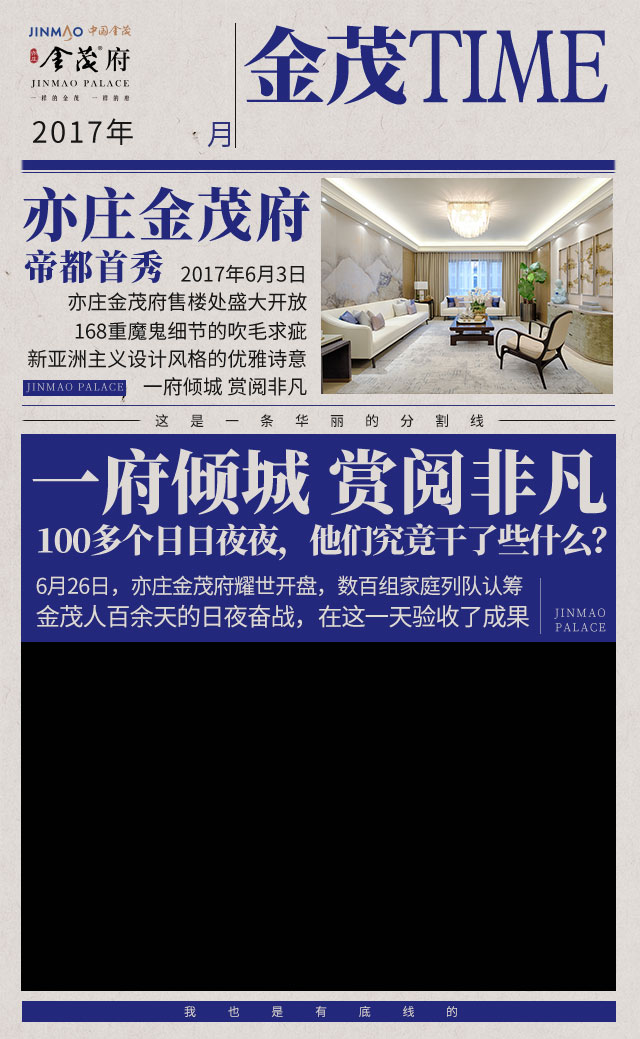 JINMAO 中国金茂
亦庄 金茂府
JINMAO PALACE
一样的金茂 一样的府
2017年 月
金茂TIME
亦庄金茂府
帝都首秀 2017年6月3日
亦庄金茂府售楼处盛大开放
168重魔鬼细节的吹毛求疵
新亚洲主义设计风格的优雅诗意
JINMAO PALACE 一府倾城 赏阅非凡
这是一条华丽的分割线
一府倾城 赏阅非凡
100多个日日夜夜，他们究竟干了些什么？
6月26日，亦庄金茂府耀世开盘，数百组家庭列队认筹
金茂人百余天的日夜奋战，在这一天验收了成果
JINMAO
PALACE
我也是有底线的